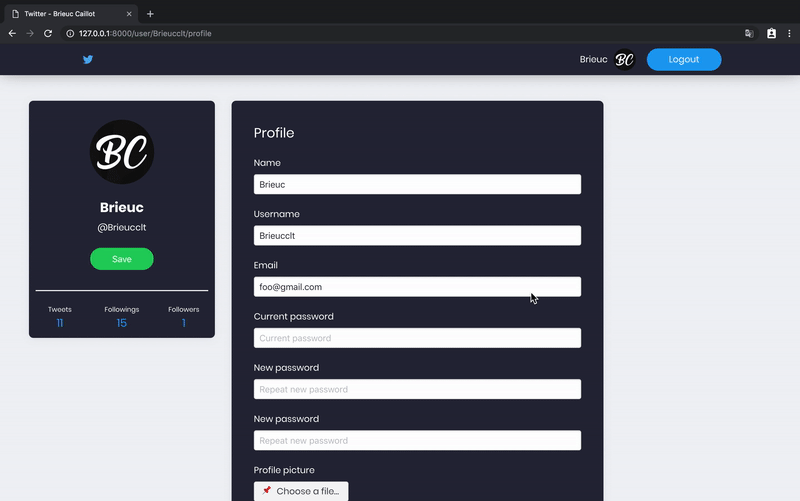 Twitter - Brieuc Caillot
127.0.0.1:8000/user/Brieucclt/profile
Brieuc
BC
Logout
BC
Brieuc
@Brieucclt
Save
Tweets
Followings
Followers
11
15
1
Profile
Name
Brieuc
Username
Brieucclt
Email
foo@gmail.com
Current password
Current password
New password
Repeat new password
New password
Repeat new password
Profile picture
Choose a file...